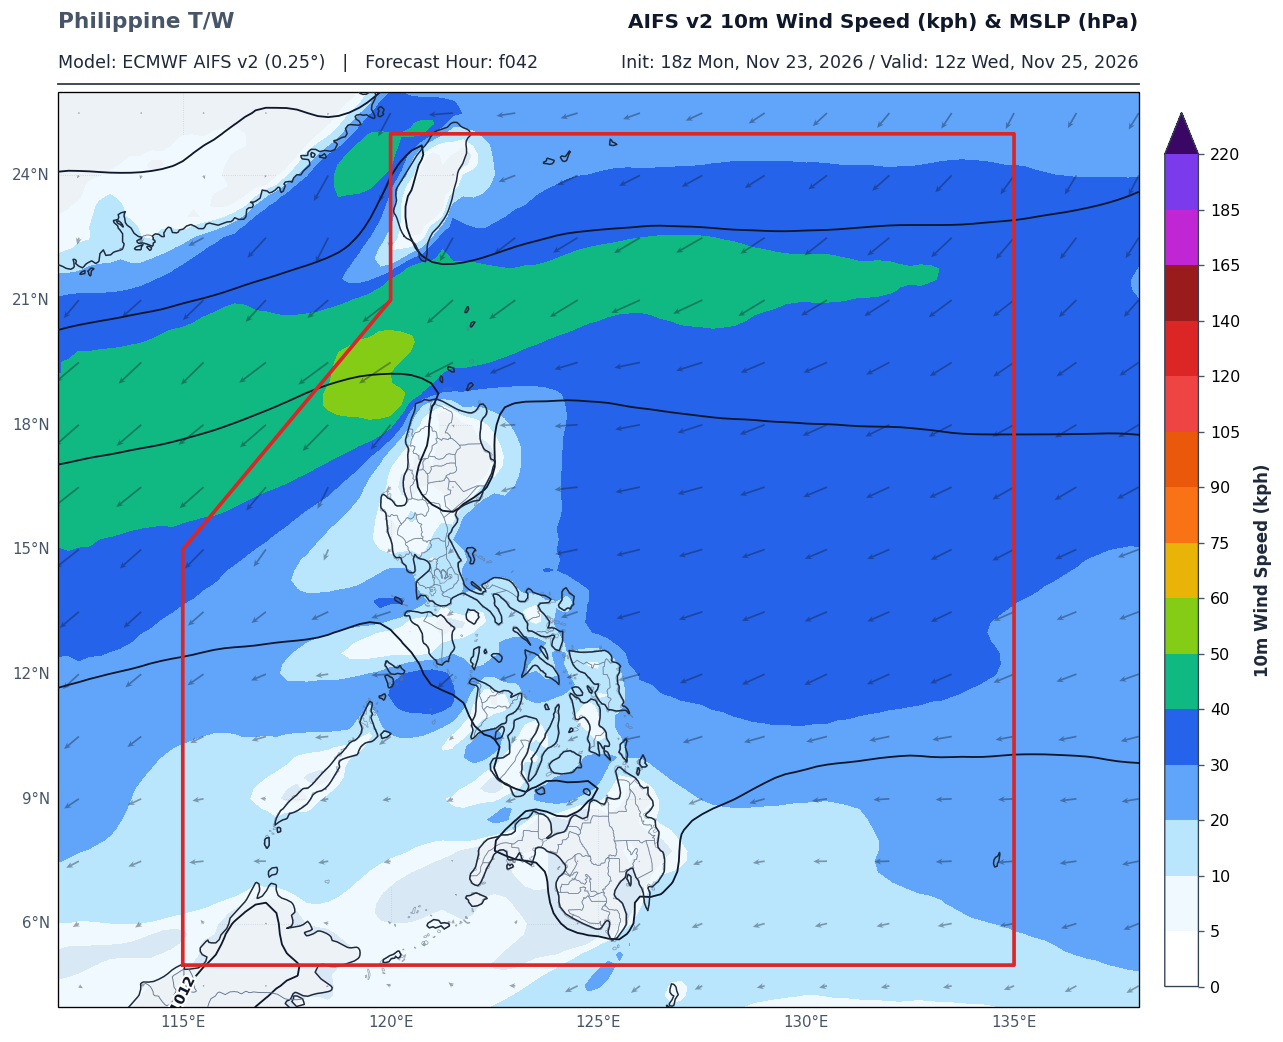 Philippine T/W
AIFS v2 10m Wind Speed (kph) & MSLP (hPa)
Model: ECMWF AIFS v2 (0.25°)   |   Forecast Hour: f042
Init: 18z Mon, Nov 23, 2026 / Valid: 12z Wed, Nov 25, 2026
24°N
21°N
18°N
15°N
12°N
9°N
6°N
115°E
120°E
125°E
130°E
135°E
1012
220
185
165
140
120
105
90
75
60
50
40
30
20
10
5
0
10m Wind Speed (kph)